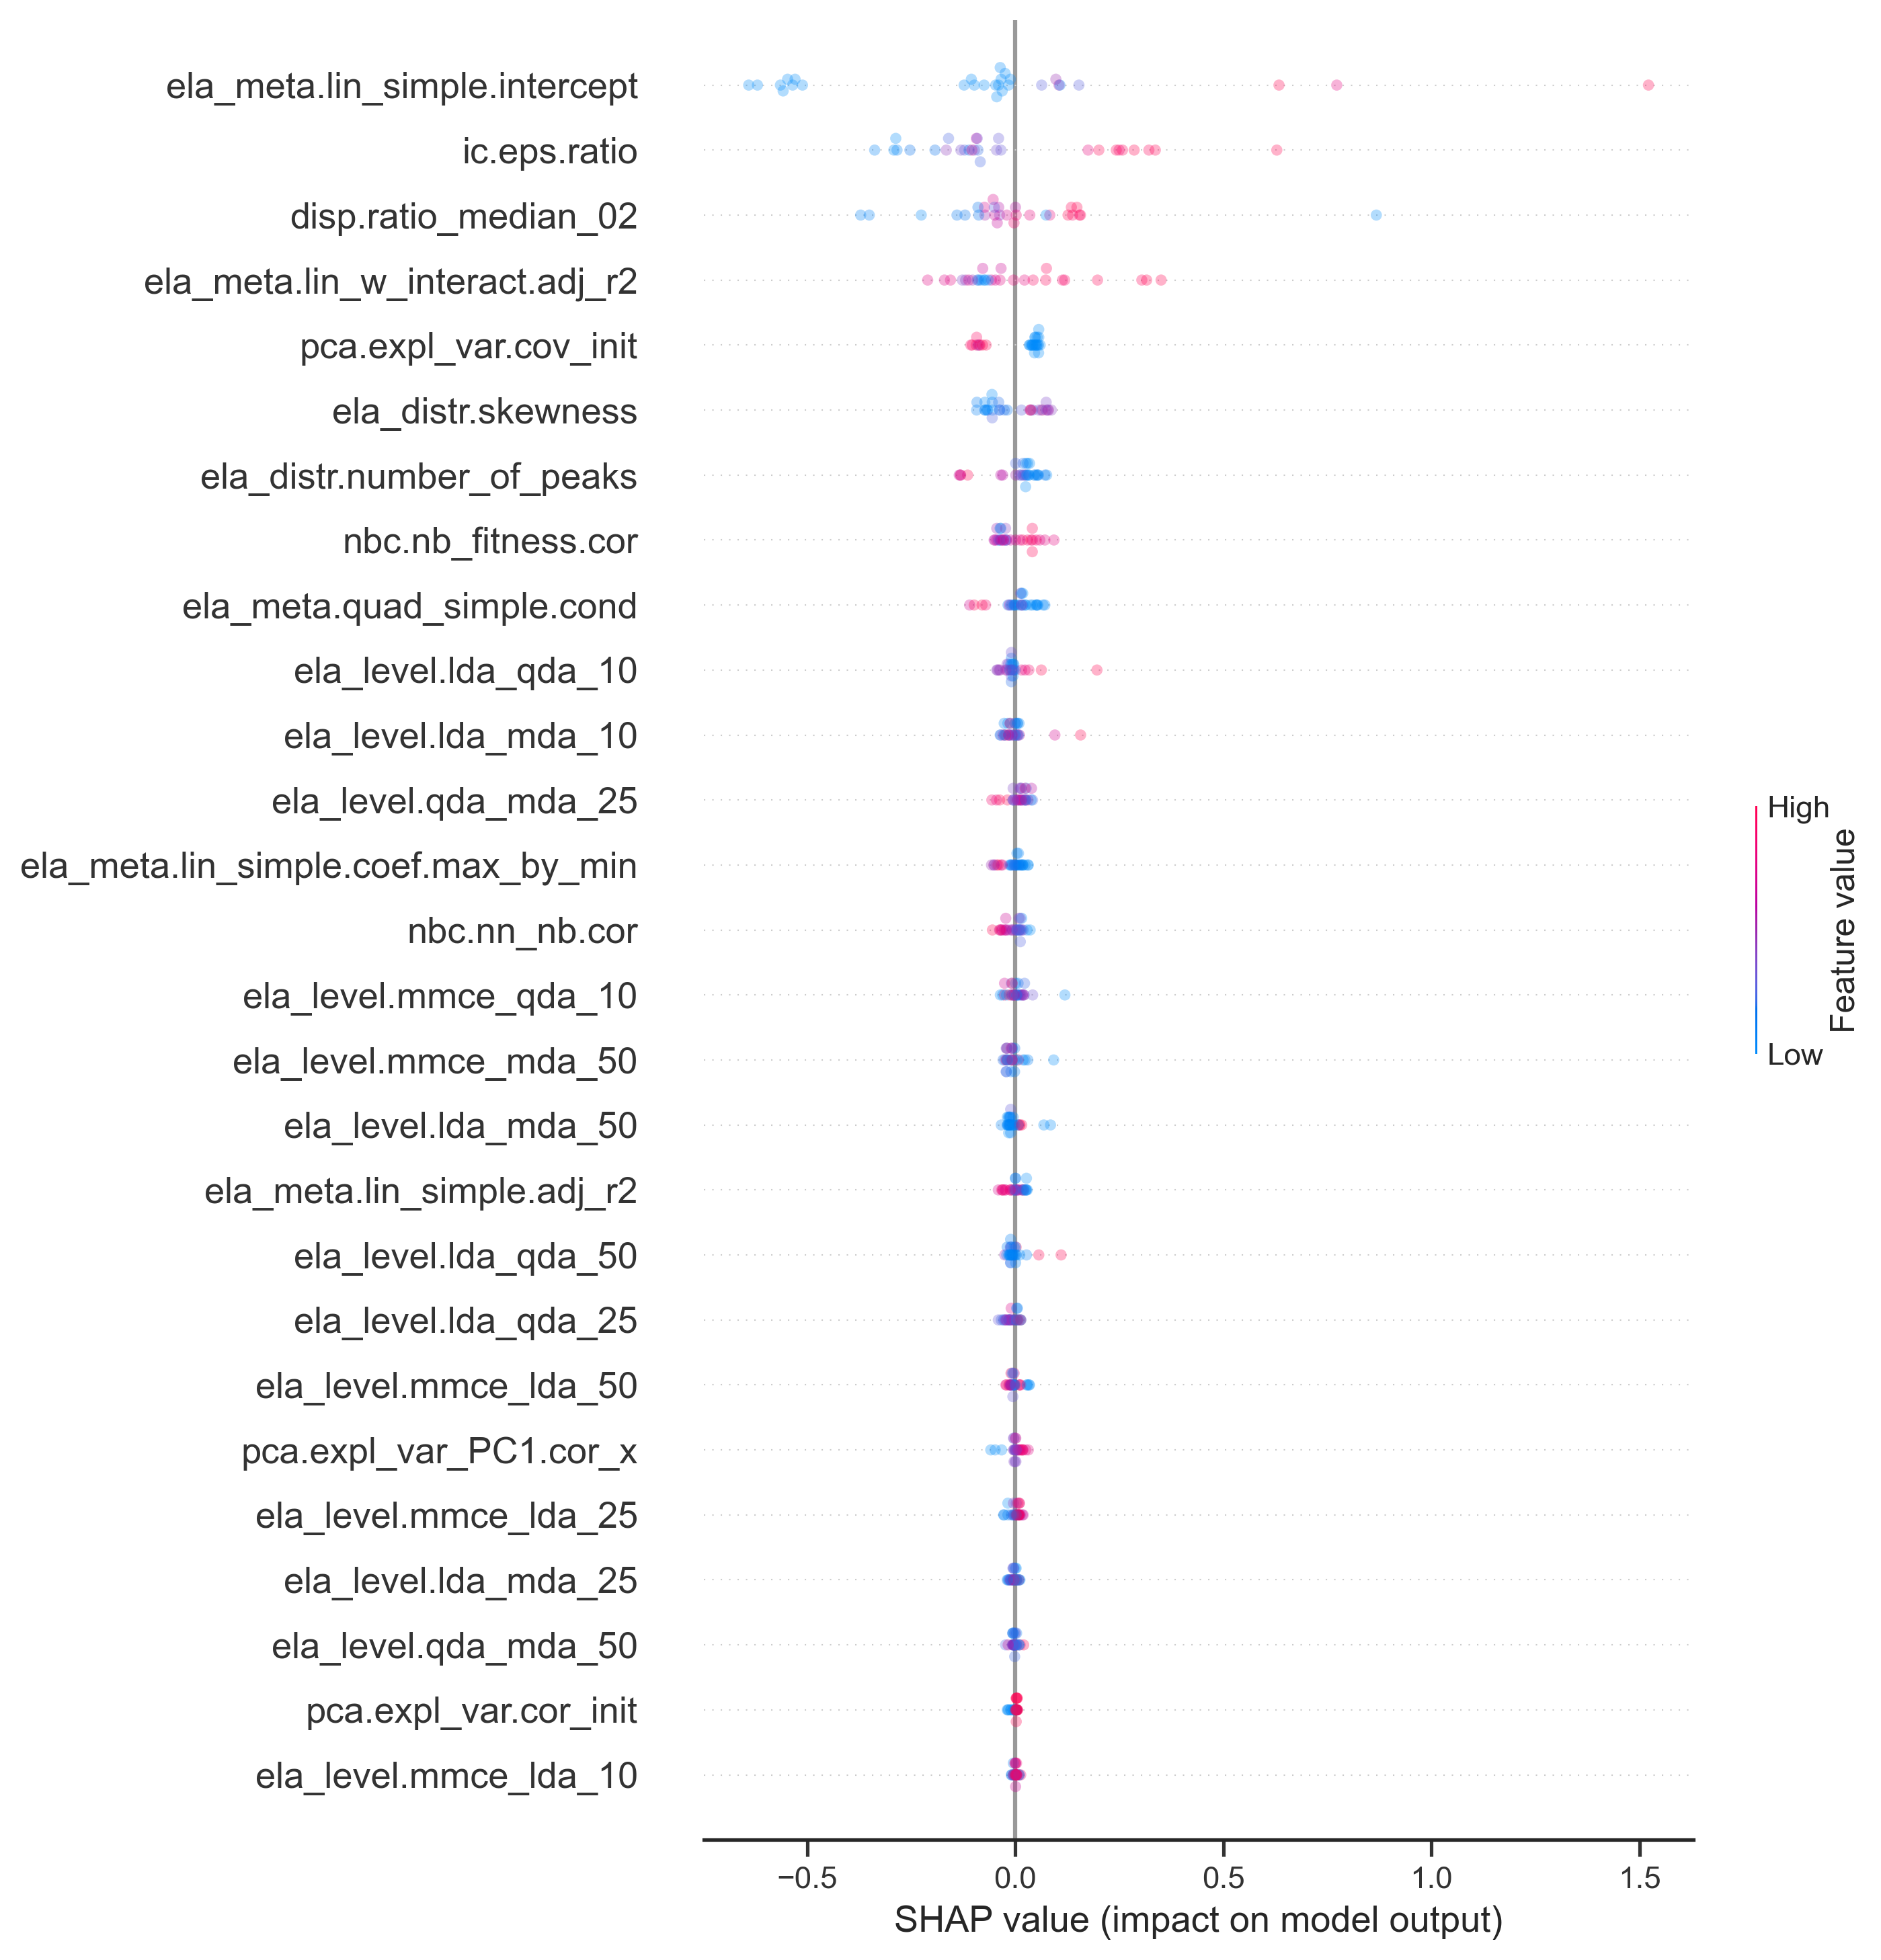 ela_meta.lin_simple.intercept
ic.eps.ratio
disp.ratio_median_02
ela_meta.lin_w_interact.adj_r2
pca.expl_var.cov_init
ela_distr.skewness
ela_distr.number_of_peaks
nbc.nb_fitness.cor
ela_meta.quad_simple.cond
ela_level.lda_qda_10
ela_level.lda_mda_10
ela_level.qda_mda_25
ela_meta.lin_simple.coef.max_by_min
nbc.nn_nb.cor
ela_level.mmce_qda_10
ela_level.mmce_mda_50
ela_level.lda_mda_50
ela_meta.lin_simple.adj_r2
ela_level.lda_qda_50
ela_level.lda_qda_25
ela_level.mmce_lda_50
pca.expl_var_PC1.cor_x
ela_level.mmce_lda_25
ela_level.lda_mda_25
ela_level.qda_mda_50
pca.expl_var.cor_init
ela_level.mmce_lda_10
−0.5 0.0 0.5 1.0 1.5
SHAP value (impact on model output)
High
Feature value
Low